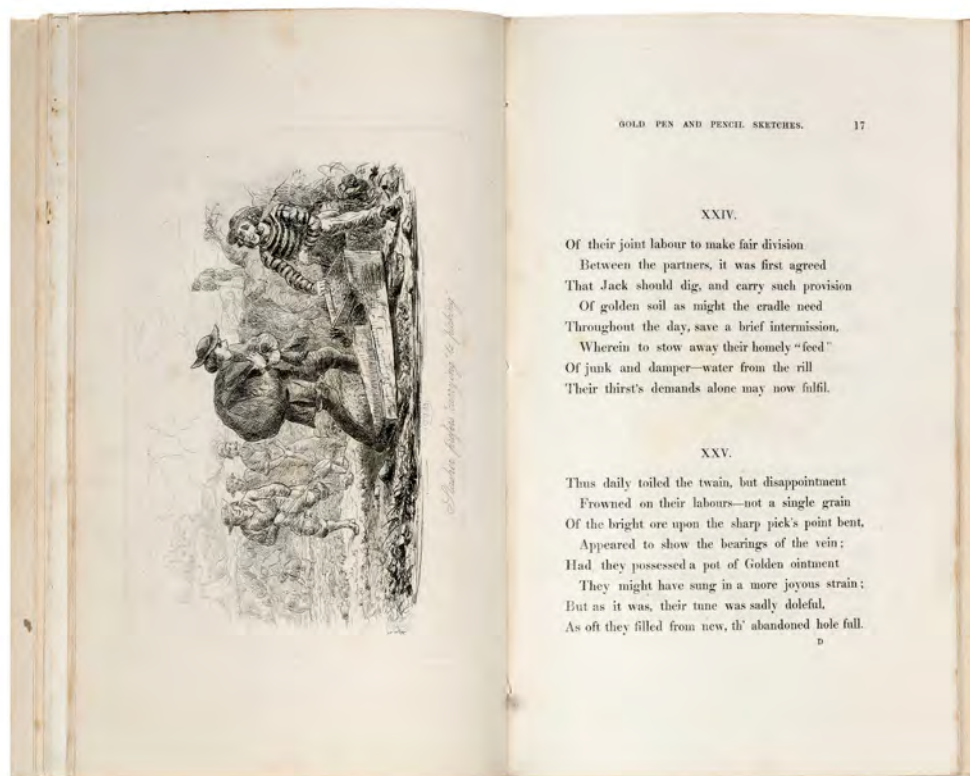 prefers carrying to picking
GOLD PEN AND PENCIL SKETCHES. 17
XXIV.
Of their joint labour to make fair division
Between the partners, it was first agreed
That Jack should dig, and carry such provision
Of golden soil as might the cradle need
Throughout the day, save a brief intermission,
Wherein to stow away their homely "feed"
Of junk and damper—water from the rill
Their thirst's demands alone may now fulfil.
XXV.
Thus daily toiled the twain, but disappointment
Frowned on their labours—not a single grain
Of the bright ore upon the sharp pick's point bent,
Appeared to show the bearings of the vein;
Had they possessed a pot of Golden ointment
They might have sung in a more joyous strain;
But as it was, their tune was sadly doleful,
As oft they filled from new, th' abandoned hole full.
D